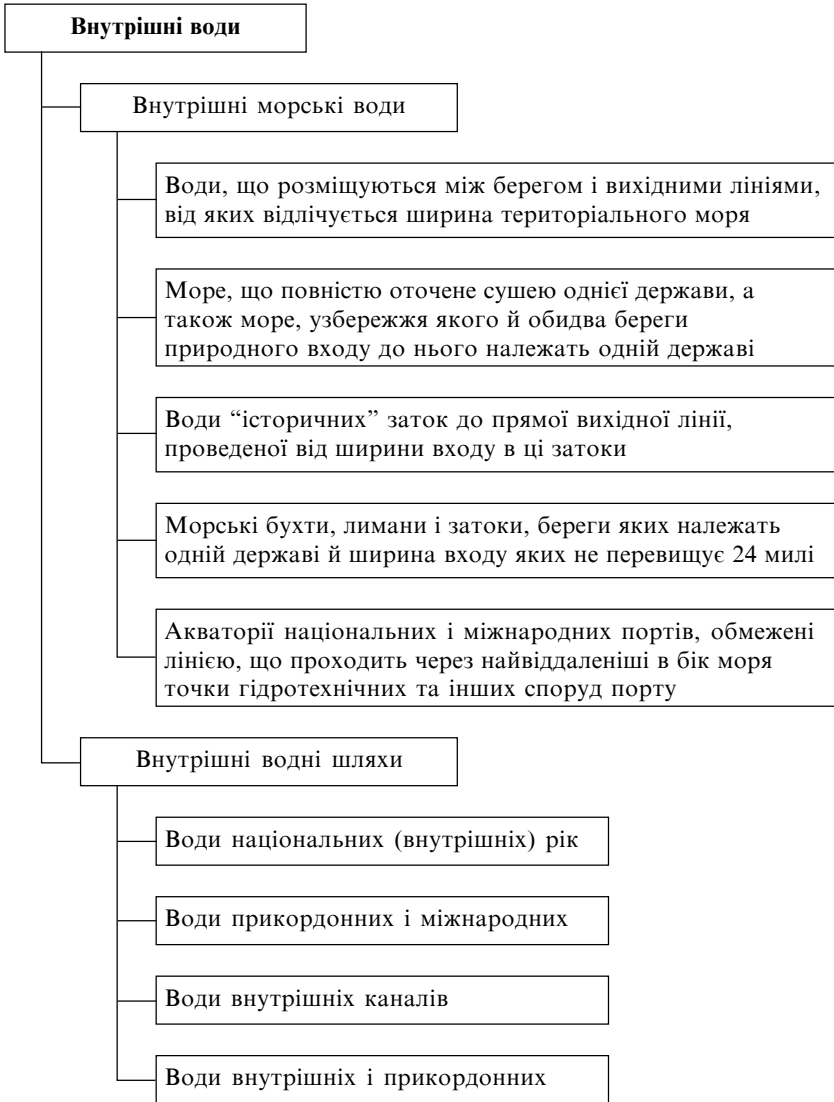 Внутрішні води
Внутрішні морські води
Води, що розміщуються між берегом і вихідними лініями,
від яких відлічується ширина територіального моря
Море, що повністю оточене сушею однієї держави, а
також море, узбережжя якого й обидва береги
природного входу до нього належать одній державі
Води “історичних” заток до прямої вихідної лінії,
проведеної від ширини входу в ці затоки
Морські бухти, лимани і затоки, береги яких належать
одній державі й ширина входу яких не перевищує 24 милі
Акваторії національних і міжнародних портів, обмежені
лінією, що проходить через найвіддаленіші в бік моря
точки гідротехнічних та інших споруд порту
Внутрішні водні шляхи
Води національних (внутрішніх) рік
Води прикордонних і міжнародних
Води внутрішніх каналів
Води внутрішніх і прикордонних